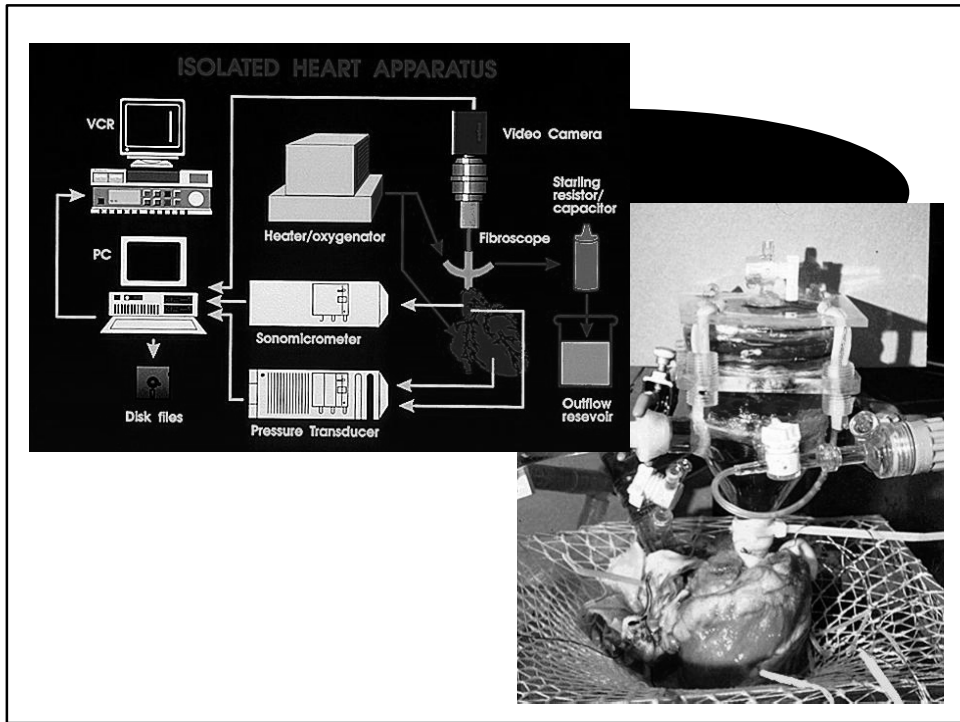 ISOLATED HEART APPARATUS
VCR
Video Camera
Starling
resistor/
capacitor
Heater/oxygenator
Fibroscope
PC
Sonomicrometer
Disk files
Pressure Transducer
Outflow
resevoir